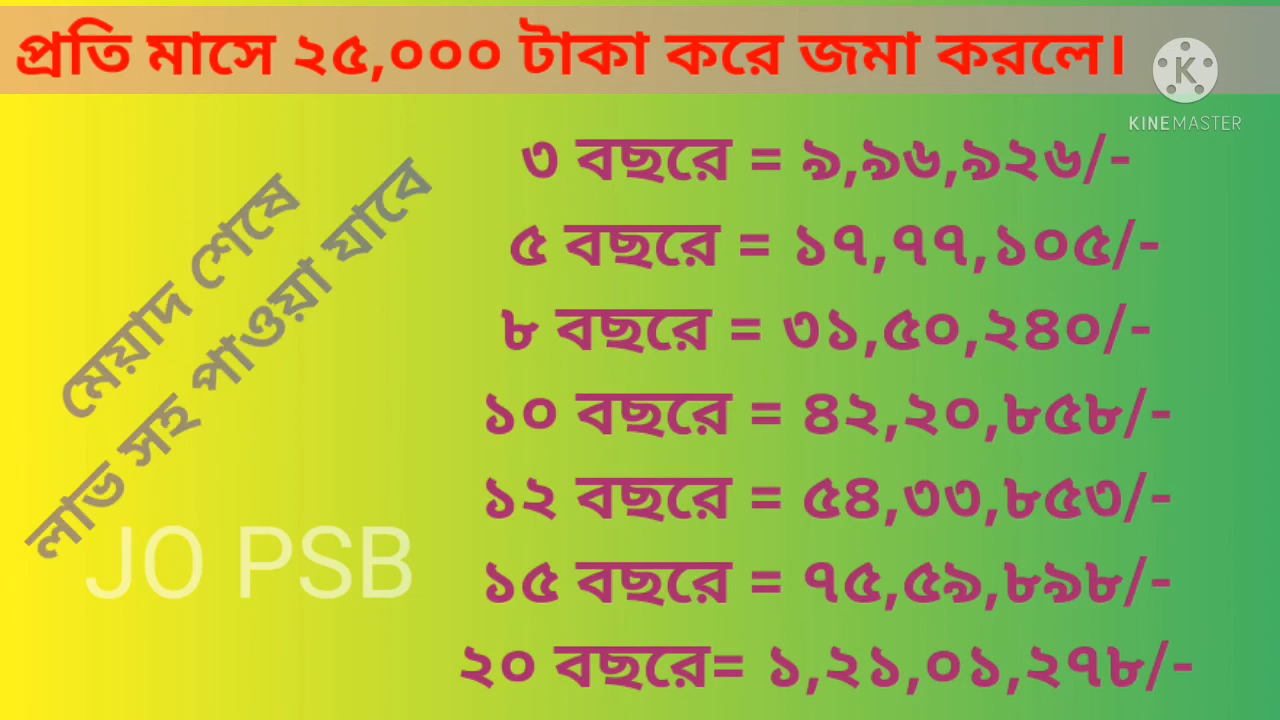 প্রতি মাসে ২৫,০০০ টাকা করে জমা করলে।
K
KINEMASTER
মেয়াদ শেষে
লাভ সহ পাওয়া যাবে
৩ বছরে = ৯,৯৬,৯২৬/-
৫ বছরে = ১৭,৭৭,১০৫/-
৮ বছরে = ৩১,৫০,২৪০/-
১০ বছরে = ৪২,২০,৮৫৮/-
১২ বছরে = ৫৪,৩৩,৮৫৩/-
১৫ বছরে = ৭৫,৫৯,৮৯৮/-
২০ বছরে= ১,২১,০১,২৭৮/-
JO PSB